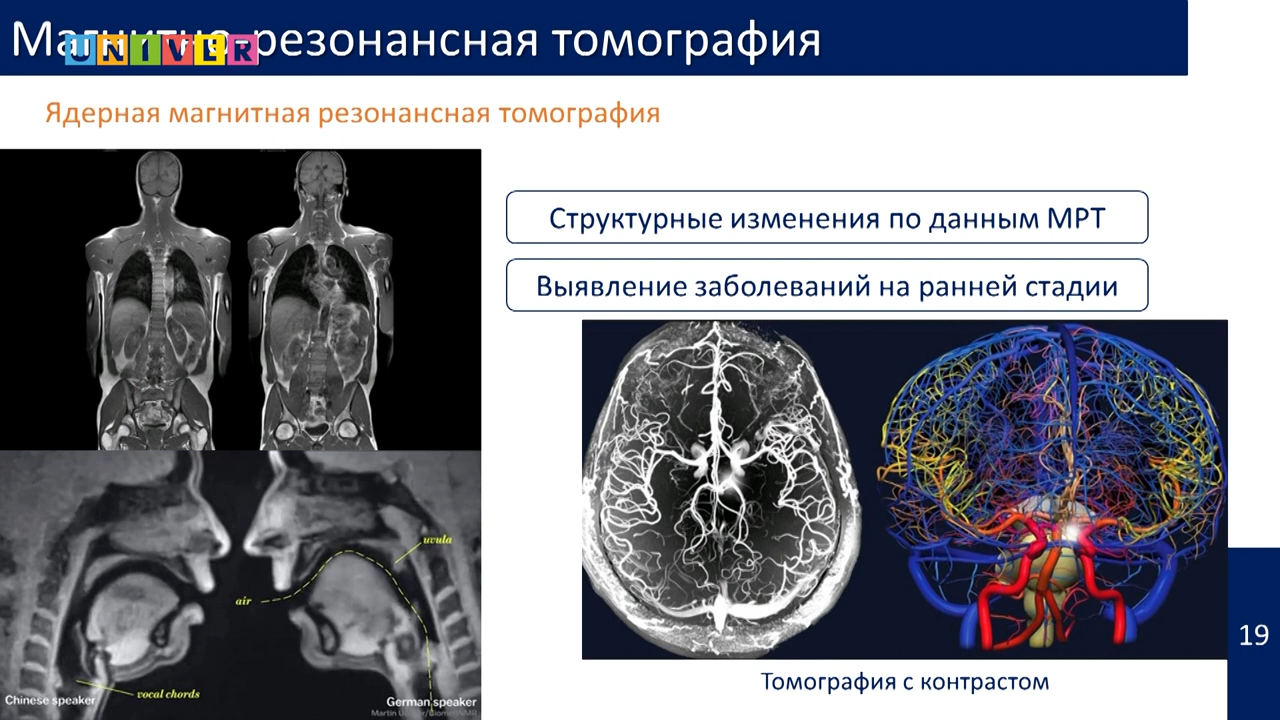 Магнитно-резонансная томография
UNIVER
Ядерная магнитная резонансная томография
Структурные изменения по данным МРТ
Выявление заболеваний на ранней стадии
uvula
air
vocal chords
Chinese speaker
German speaker
19
Томография с контрастом